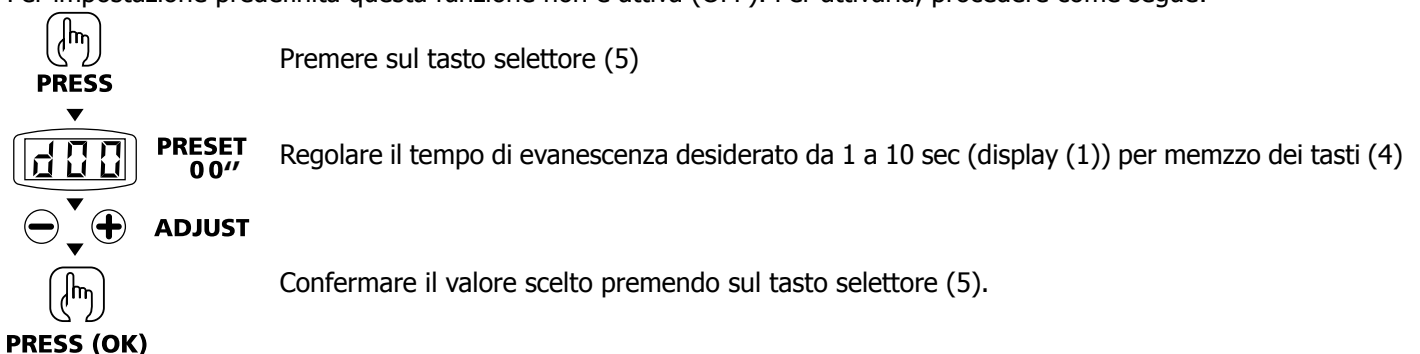 Per impostazione predefinita questa funzione non è attiva (OFF). Per attivarla, procedere come segue:
PRESS
Premere sul tasto selettore (5)
d00
PRESET
00″
Regolare il tempo di evanescenza desiderato da 1 a 10 sec (display (1)) per memzzo dei tasti (4)
ADJUST
Confermare il valore scelto premendo sul tasto selettore (5).
PRESS (OK)